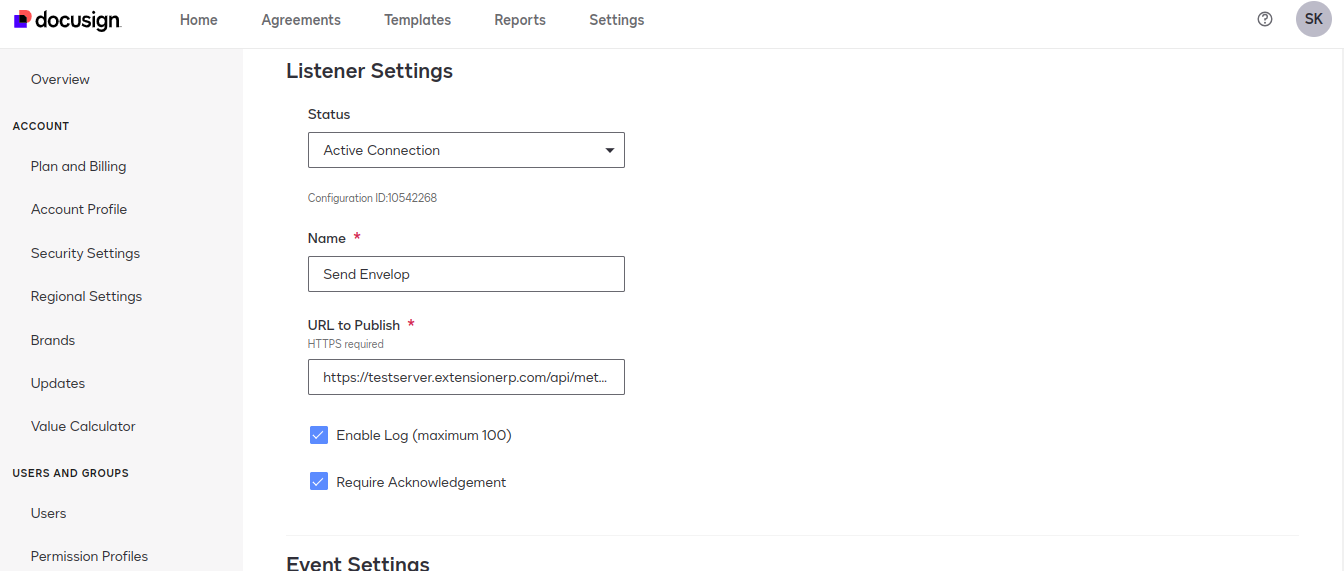 docusign
Home Agreements Templates Reports Settings
SK
Overview
ACCOUNT
Plan and Billing
Account Profile
Security Settings
Regional Settings
Brands
Updates
Value Calculator
USERS AND GROUPS
Users
Permission Profiles
Listener Settings
Status
Active Connection
Configuration ID:10542268
Name *
Send Envelop
URL to Publish *
HTTPS required
https://testserver.extensionerp.com/api/met...
Enable Log (maximum 100)
Require Acknowledgement
Event Settings